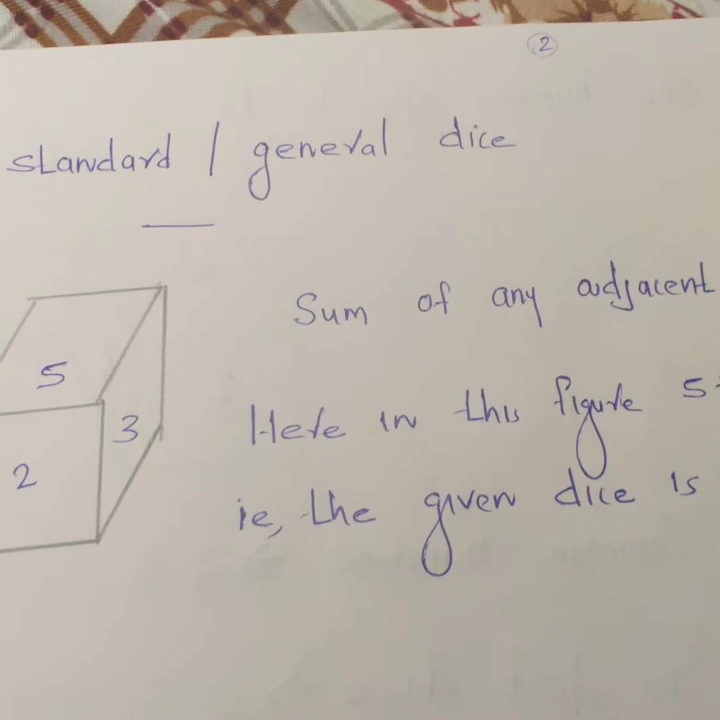 2
standard / general dice
Sum of any adjacent
5
Here in this figure 5+
3
2
ie, the given dice is